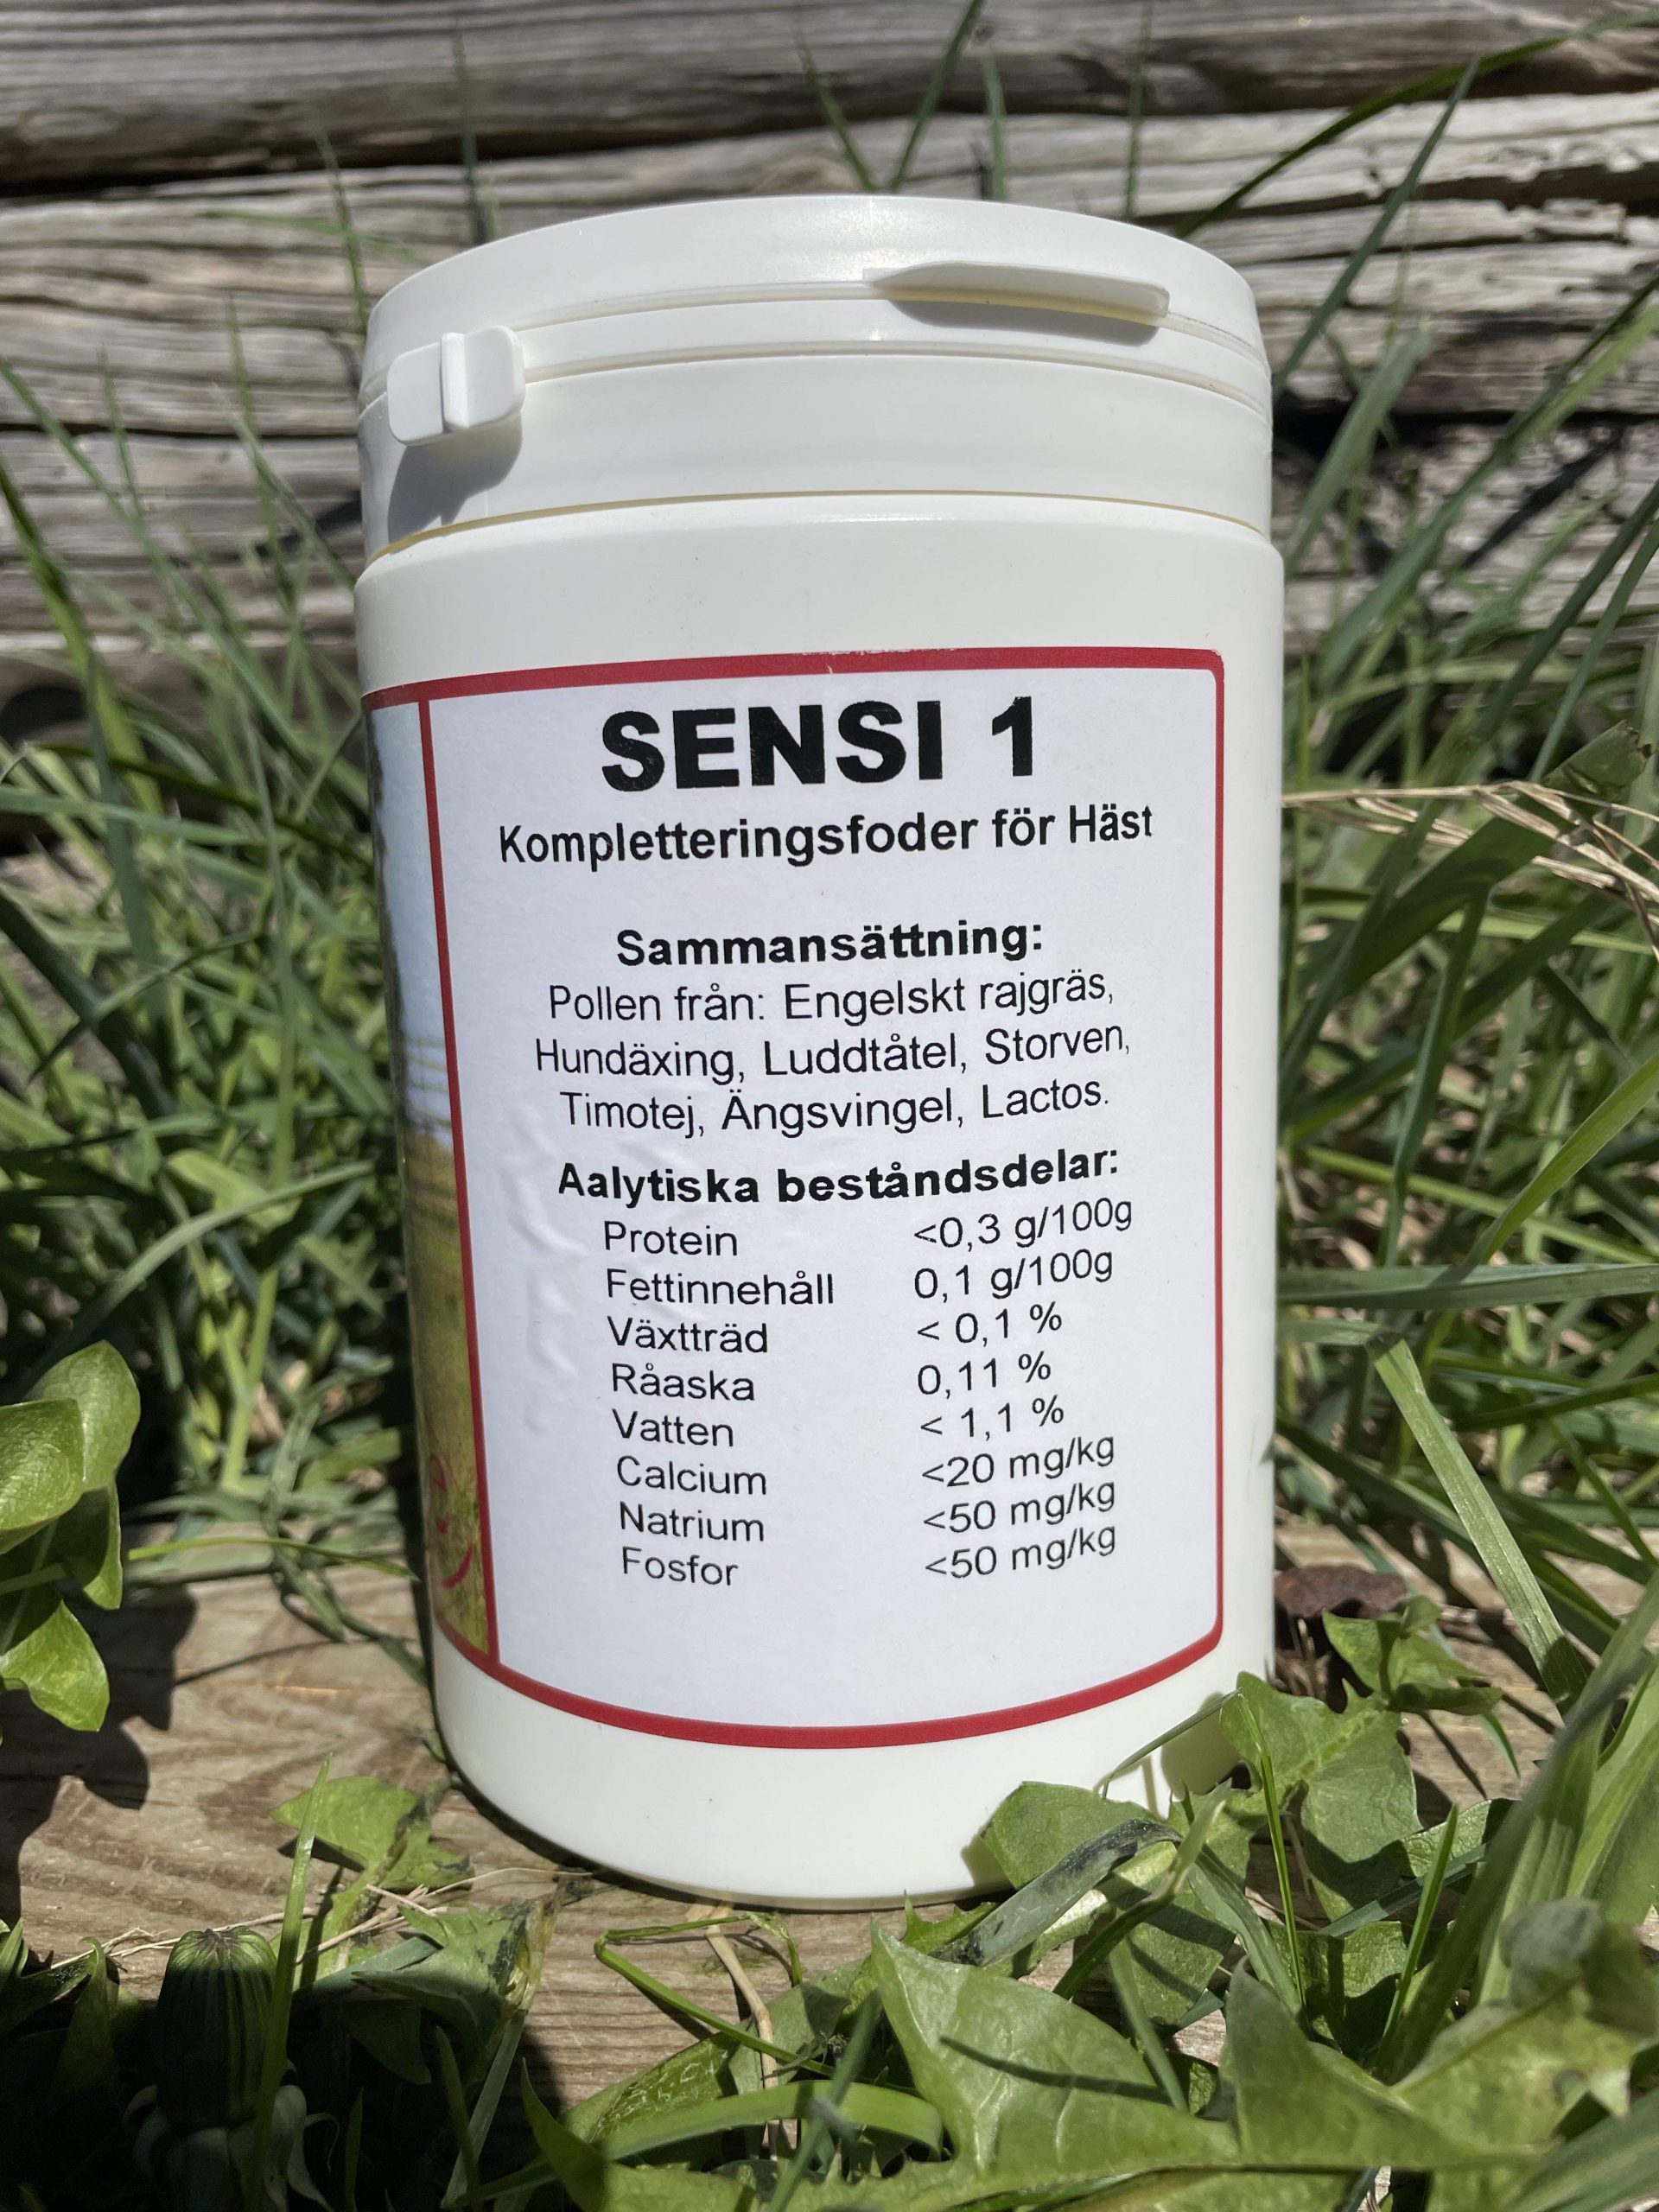 SENSI 1
Kompletteringsfoder för Häst
Sammansättning:
Pollen från: Engelskt rajgräs,
Hundäxing, Luddtåtel, Storven,
Timotej, Ängsvingel, Lactos.
Aalytiska beståndsdelar:
Protein <0,3 g/100g
Fettinnehåll 0,1 g/100g
Växtträd < 0,1 %
Råaska 0,11 %
Vatten < 1,1 %
Calcium <20 mg/kg
Natrium <50 mg/kg
Fosfor <50 mg/kg